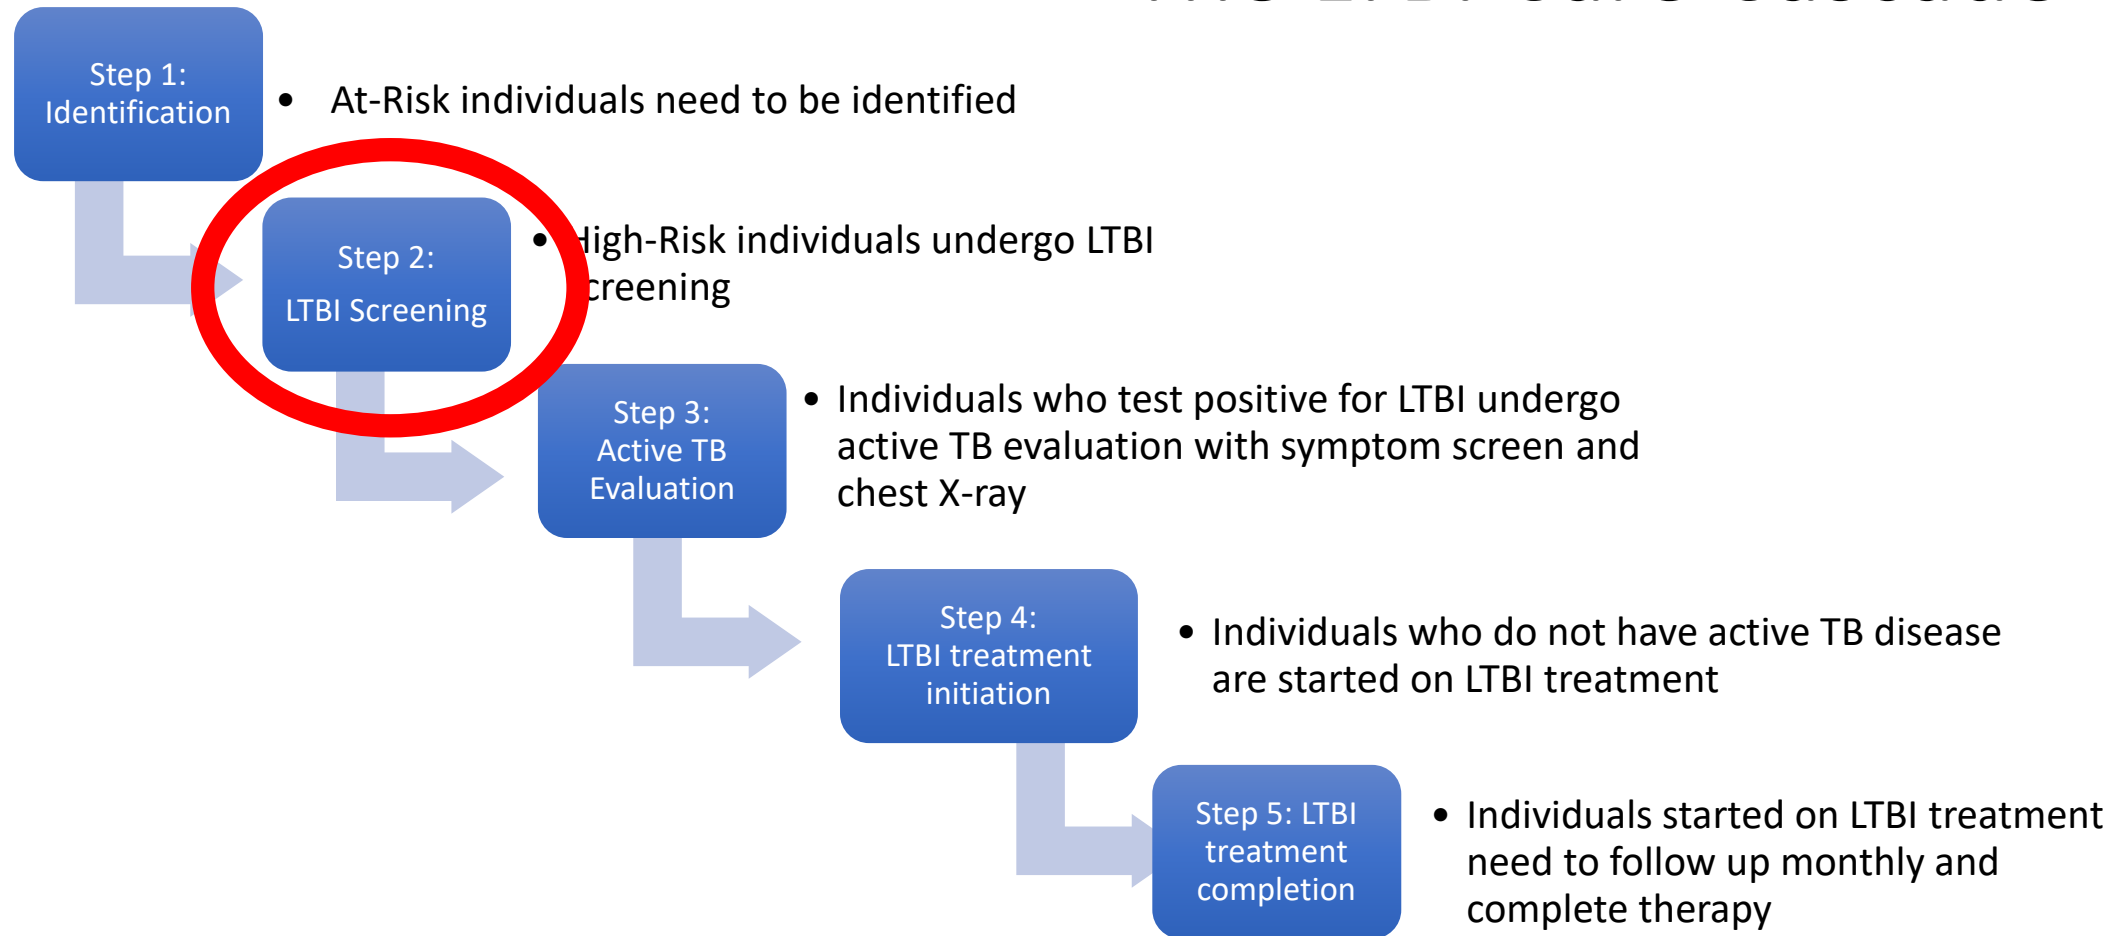 The LTBI Care Cascade
Step 1:
Identification
• At-Risk individuals need to be identified
Step 2:
LTBI Screening
• High-Risk individuals undergo LTBI
screening
Step 3:
Active TB
Evaluation
• Individuals who test positive for LTBI undergo
active TB evaluation with symptom screen and
chest X-ray
Step 4:
LTBI treatment
initiation
• Individuals who do not have active TB disease
are started on LTBI treatment
Step 5: LTBI
treatment
completion
• Individuals started on LTBI treatment
need to follow up monthly and
complete therapy